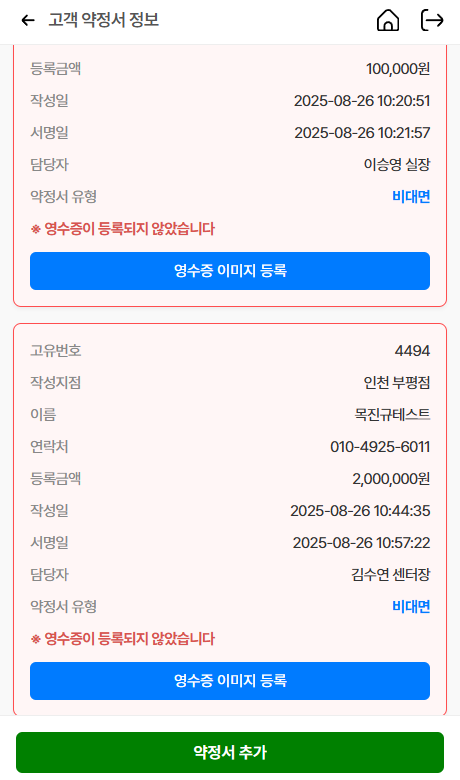 고객 약정서 정보
등록금액 100,000원
작성일 2025-08-26 10:20:51
서명일 2025-08-26 10:21:57
담당자 이승영 실장
약정서 유형 비대면
※ 영수증이 등록되지 않았습니다
영수증 이미지 등록
고유번호 4494
작성지점 인천 부평점
이름 목진규테스트
연락처 010-4925-6011
등록금액 2,000,000원
작성일 2025-08-26 10:44:35
서명일 2025-08-26 10:57:22
담당자 김수연 센터장
약정서 유형 비대면
※ 영수증이 등록되지 않았습니다
영수증 이미지 등록
약정서 추가